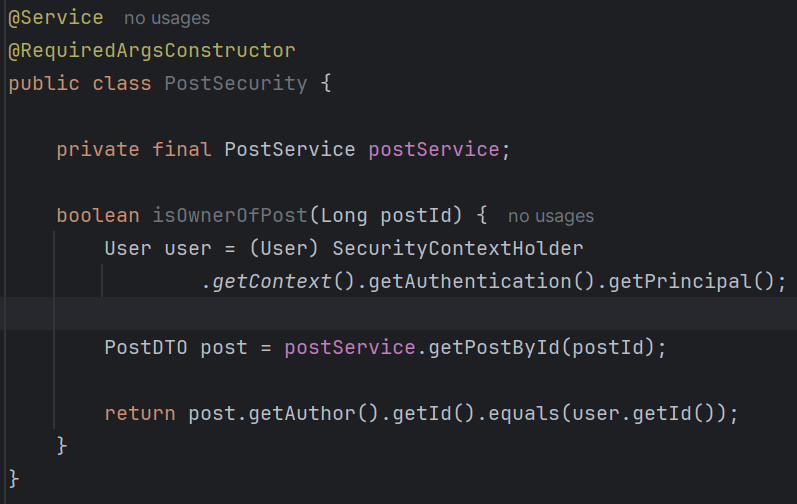 @Service no usages
@RequiredArgsConstructor
public class PostSecurity {
private final PostService postService;
boolean isOwnerOfPost(Long postId) { no usages
User user = (User) SecurityContextHolder
.getContext().getAuthentication().getPrincipal();
PostDTO post = postService.getPostById(postId);
return post.getAuthor().getId().equals(user.getId());
}
}